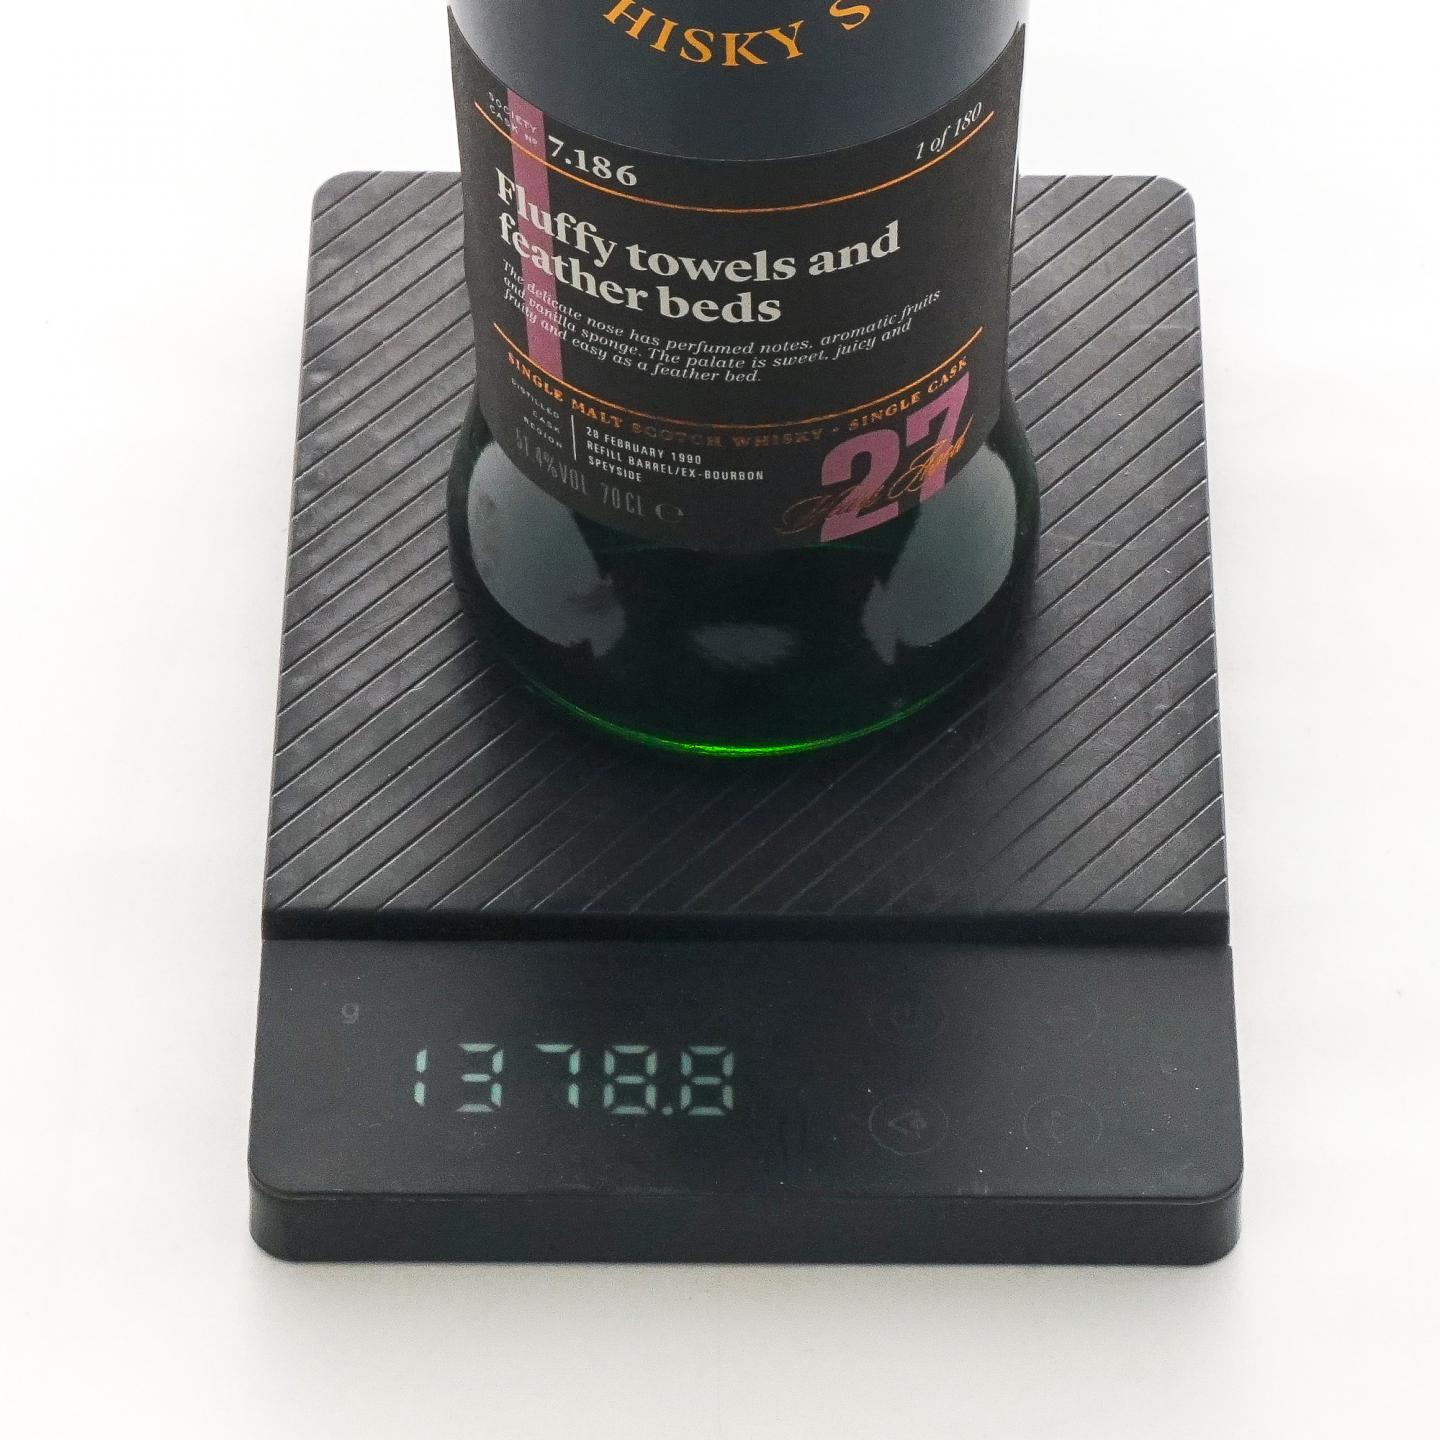 HISKY S
SOCIETY
CASK Nº
7.186
1 of 180
Fluffy towels and
feather beds
The delicate nose has perfumed notes, aromatic fruits
and vanilla sponge. The palate is sweet, juicy and
fruity and easy as a feather bed.
SINGLE MALT SCOTCH WHISKY • SINGLE CASK
DISTILLED 28 FEBRUARY 1990
CASK REFILL BARREL/EX-BOURBON
REGION SPEYSIDE
61.4%VOL 70CL ℮
27
Years Aged
g
1378.8